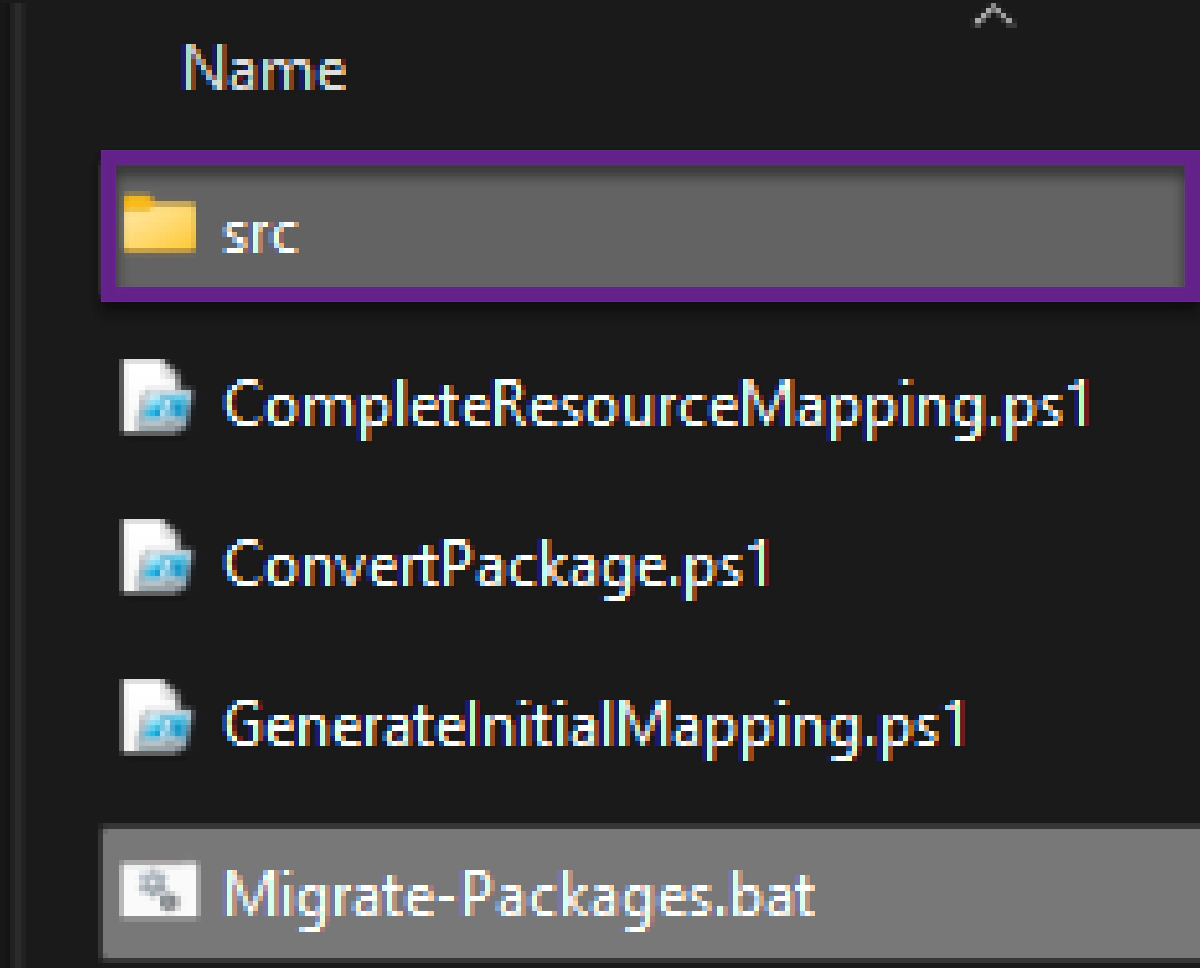 Name
src
CompleteResourceMapping.ps1
ConvertPackage.ps1
GenerateInitialMapping.ps1
Migrate-Packages.bat